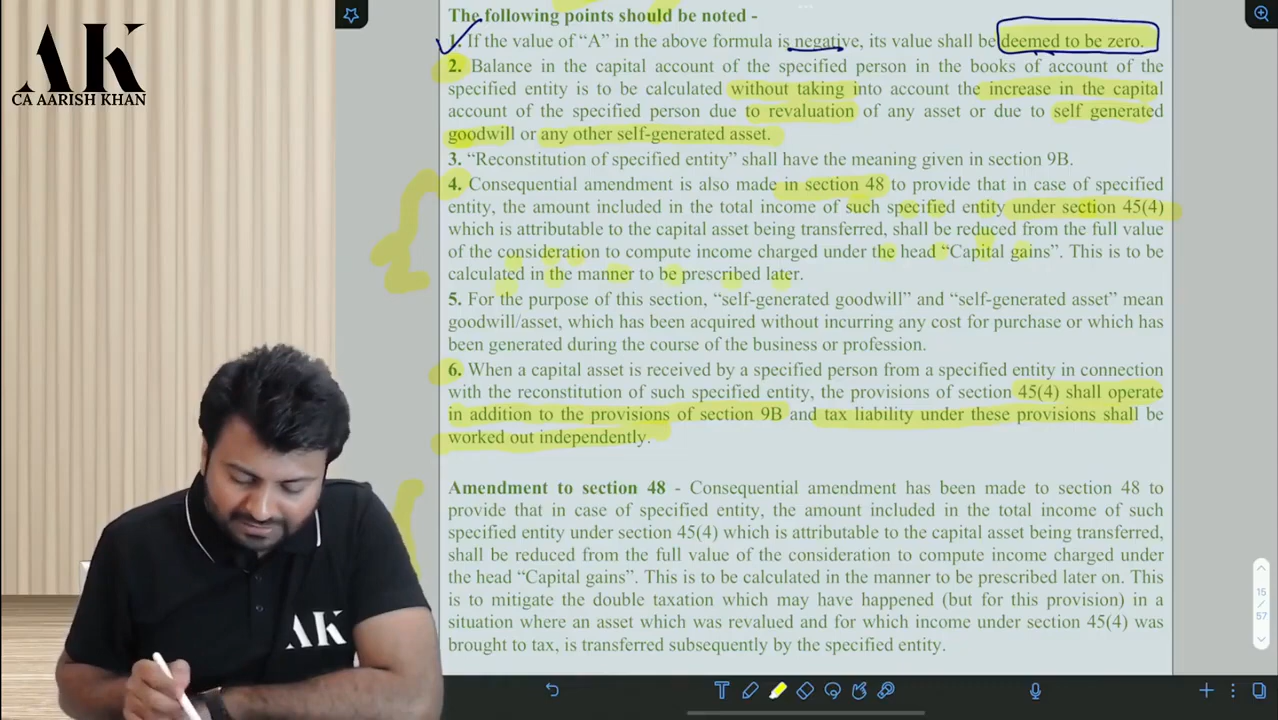 AK
CA AARISH KHAN
The following points should be noted -
1. If the value of “A” in the above formula is negative, its value shall be deemed to be zero.
2. Balance in the capital account of the specified person in the books of account of the
specified entity is to be calculated without taking into account the increase in the capital
account of the specified person due to revaluation of any asset or due to self generated
goodwill or any other self-generated asset.
3. “Reconstitution of specified entity” shall have the meaning given in section 9B.
4. Consequential amendment is also made in section 48 to provide that in case of specified
entity, the amount included in the total income of such specified entity under section 45(4)
which is attributable to the capital asset being transferred, shall be reduced from the full value
of the consideration to compute income charged under the head “Capital gains”. This is to be
calculated in the manner to be prescribed later.
5. For the purpose of this section, “self-generated goodwill” and “self-generated asset” mean
goodwill/asset, which has been acquired without incurring any cost for purchase or which has
been generated during the course of the business or profession.
6. When a capital asset is received by a specified person from a specified entity in connection
with the reconstitution of such specified entity, the provisions of section 45(4) shall operate
in addition to the provisions of section 9B and tax liability under these provisions shall be
worked out independently.
Amendment to section 48 - Consequential amendment has been made to section 48 to
provide that in case of specified entity, the amount included in the total income of such
specified entity under section 45(4) which is attributable to the capital asset being transferred,
shall be reduced from the full value of the consideration to compute income charged under
the head “Capital gains”. This is to be calculated in the manner to be prescribed later on. This
is to mitigate the double taxation which may have happened (but for this provision) in a
situation where an asset which was revalued and for which income under section 45(4) was
brought to tax, is transferred subsequently by the specified entity.
AK
15
/
57
T